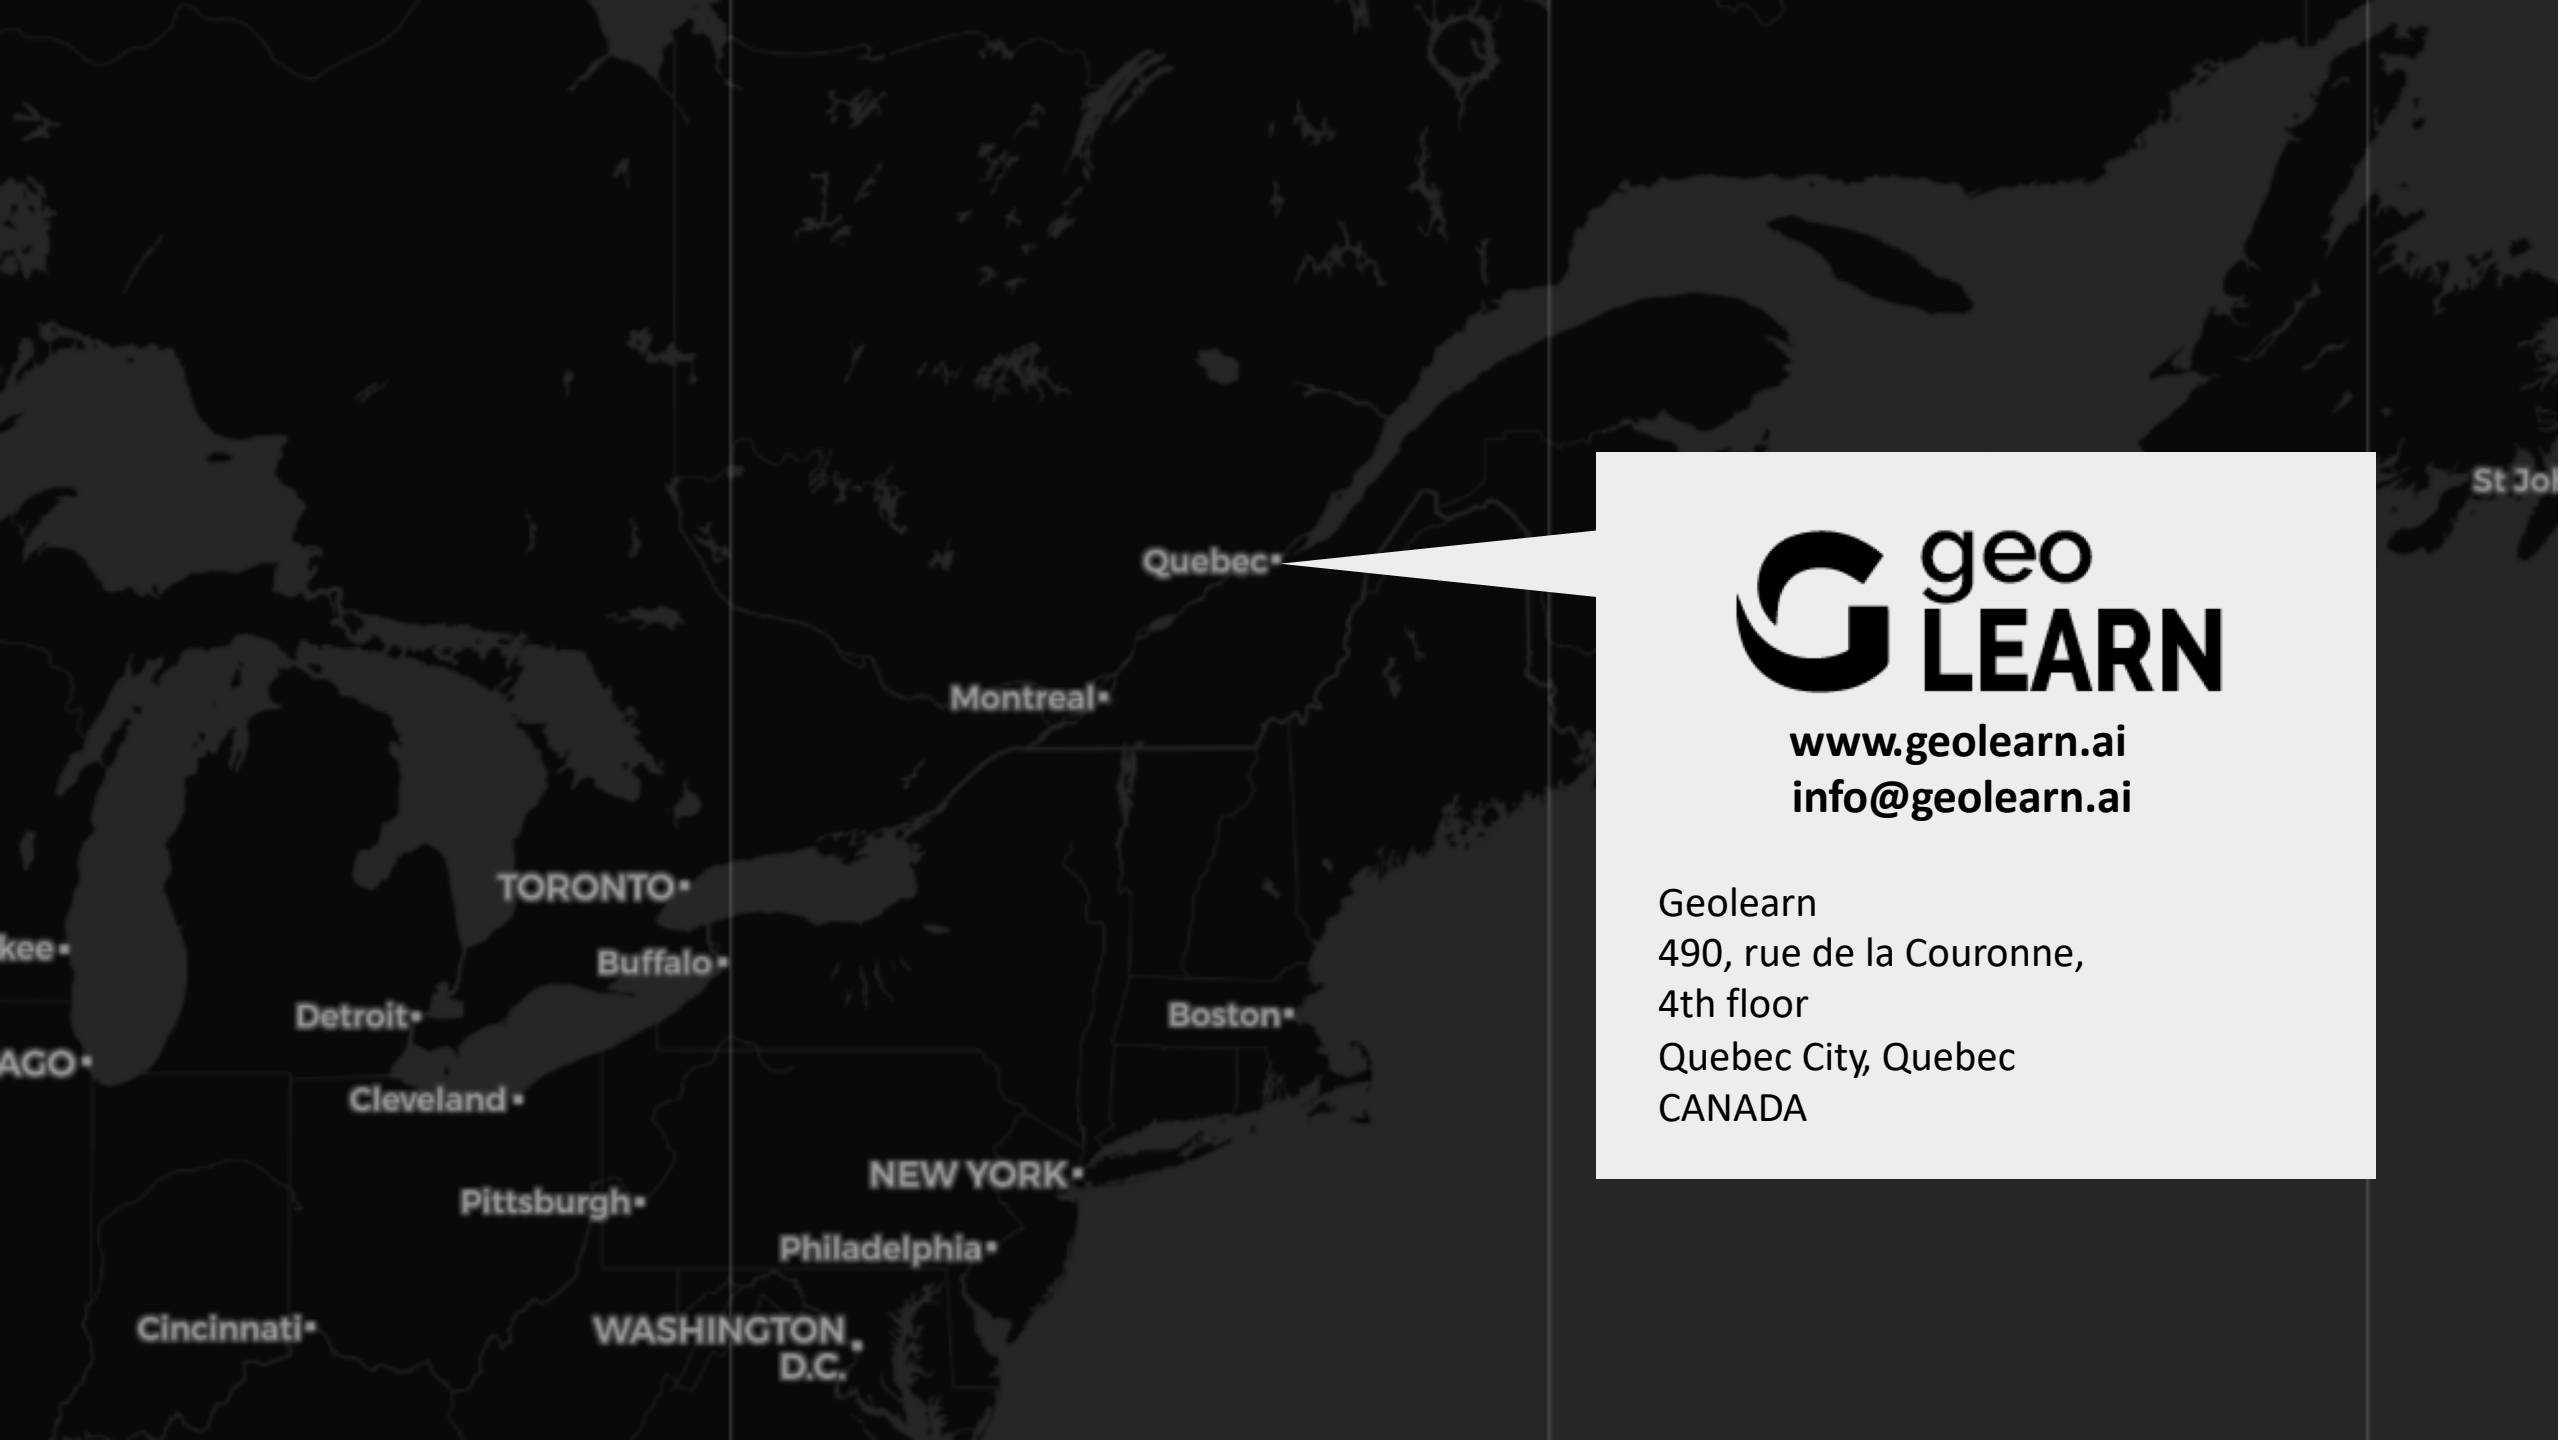 St Joh
geo
LEARN
Quebec
www.geolearn.ai
info@geolearn.ai
Montreal
TORONTO
Geolearn
490, rue de la Couronne,
4th floor
Quebec City, Quebec
CANADA
kee
Buffalo
Detroit
Boston
AGO
Cleveland
NEW YORK
Pittsburgh
Philadelphia
Cincinnati
WASHINGTON
D.C.